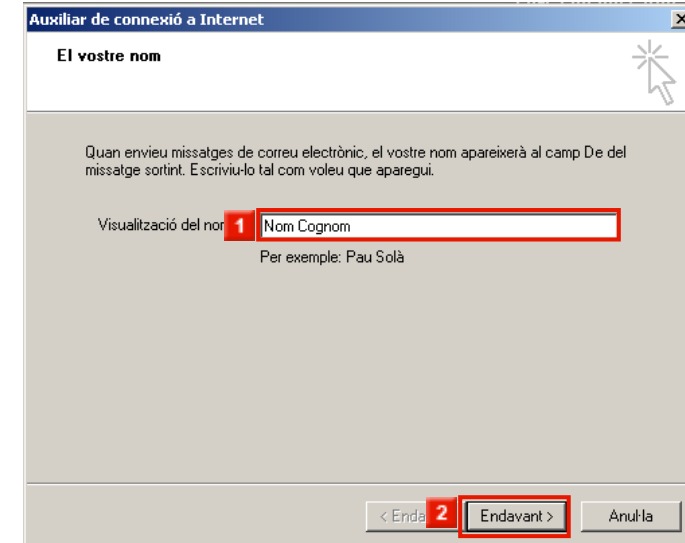 Auxiliar de connexió a Internet
El vostre nom
Quan envieu missatges de correu electrònic, el vostre nom apareixerà al camp De del
missatge sortint. Escriviu-lo tal com voleu que aparegui.
Visualització del nom 1 Nom Cognom
Per exemple: Pau Solà
< Enda 2 Endavant > Anul·la